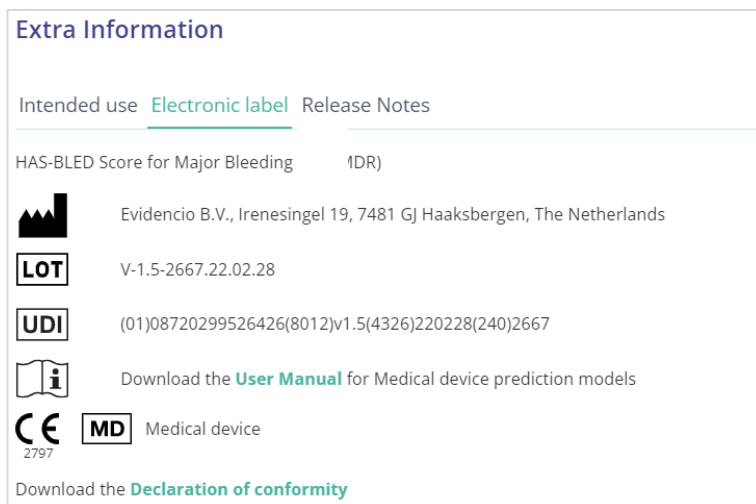 Extra Information
Intended use Electronic label Release Notes
HAS-BLED Score for Major Bleeding DR)
Evidencio B.V., Irenesingel 19, 7481 GJ Haaksbergen, The Netherlands
LOT V-1.5-2667.22.02.28
UDI (01)08720299526426(8012)v1.5(4326)220228(240)2667
i Download the User Manual for Medical device prediction models
CE MD Medical device
2797
Download the Declaration of conformity